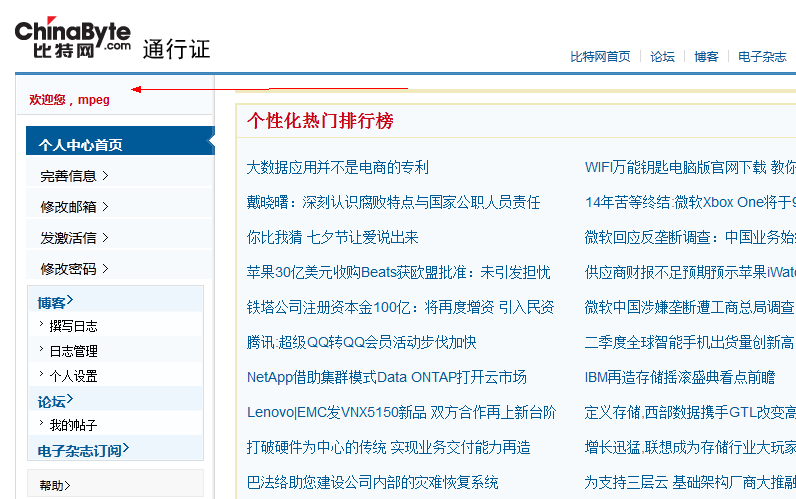 ChinaByte
比特网.com 通行证
比特网首页 论坛 博客 电子杂志
欢迎您，mpeg
个人中心首页
完善信息
修改邮箱
发激活信
修改密码
博客
撰写日志
日志管理
个人设置
论坛
我的帖子
电子杂志订阅
帮助
个性化热门排行榜
大数据应用并不是电商的专利
戴晓曙：深刻认识腐败特点与国家公职人员责任
你比我猜 七夕节让爱说出来
苹果30亿美元收购Beats获欧盟批准：未引发担忧
铁塔公司注册资本金100亿：将再度增资 引入民资
腾讯:超级QQ转QQ会员活动步伐加快
NetApp借助集群模式Data ONTAP打开云市场
Lenovo|EMC发VNX5150新品 双方合作再上新台阶
打破硬件为中心的传统 实现业务交付能力再造
巴法络助您建设公司内部的灾难恢复系统
WIFI万能钥匙电脑版官网下载 教你
14年苦等终结:微软Xbox One将于9
微软回应反垄断调查：中国业务始
供应商财报不足预期预示苹果iWat
微软中国涉嫌垄断遭工商总局调查
二季度全球智能手机出货量创新高
IBM再造存储摇滚盛典看点前瞻
定义存储,西部数据携手GTL改变高
增长迅猛,联想成为存储行业大玩家
为支持三层云 基础架构厂商大推融